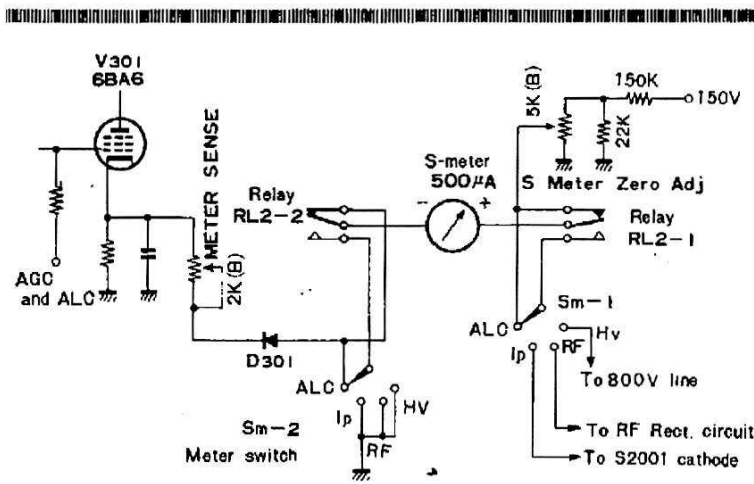 V301
6BA6
METER SENSE
2K (B)
AGC
and ALC
D301
Relay
RL2-2
S-meter
500μA
-
+
5K (B)
150K
150V
22K
S Meter Zero Adj
Relay
RL2-1
Sm-1
ALC
Ip
RF
Hv
To 800V line
To RF Rect. circuit
To S2001 cathode
ALC
Ip
RF
HV
Sm-2
Meter switch